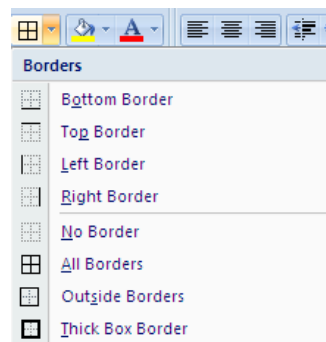 A
Borders
Bottom Border
Top Border
Left Border
Right Border
No Border
All Borders
Outside Borders
Thick Box Border